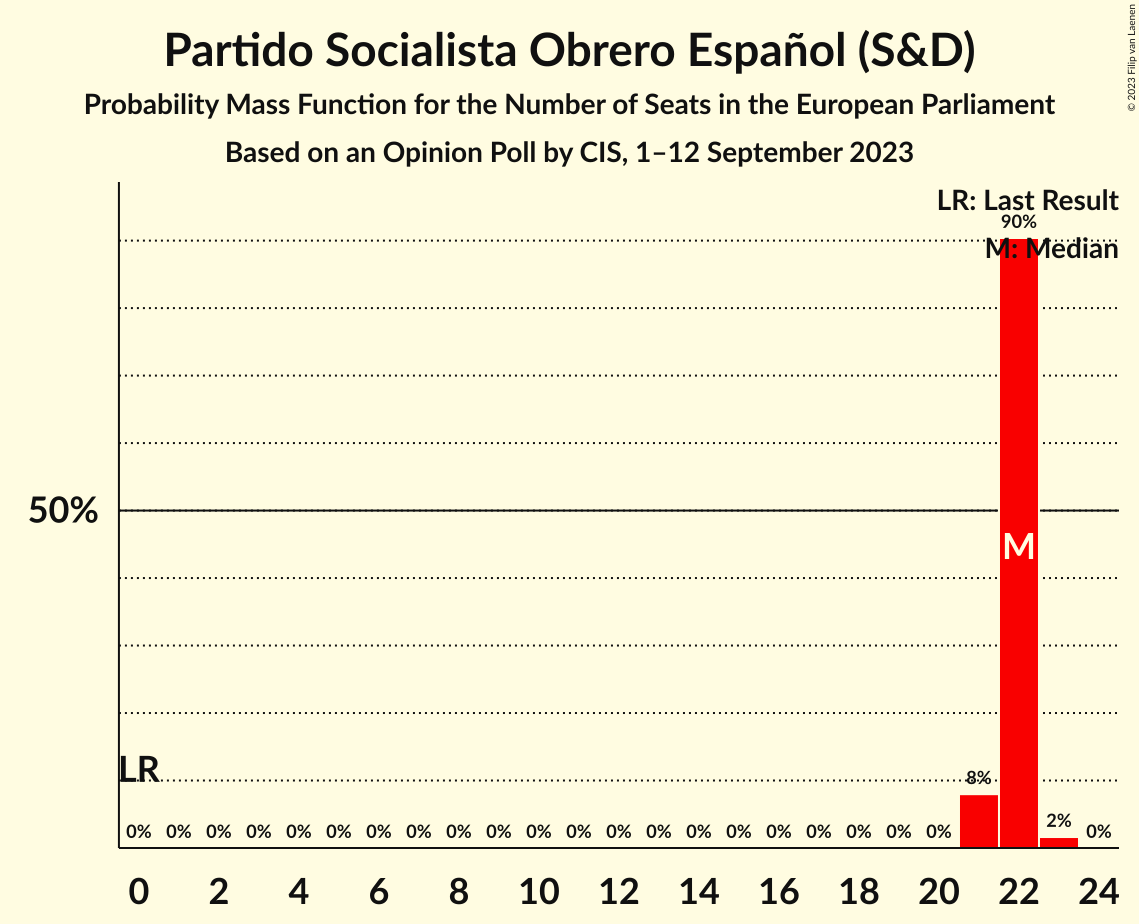 Partido Socialista Obrero Español (S&D)
Probability Mass Function for the Number of Seats in the European Parliament
Based on an Opinion Poll by CIS, 1–12 September 2023
© 2023 Filip van Laenen
LR: Last Result
90%
M: Median
50%
M
LR
8%
0% 0% 0% 0% 0% 0% 0% 0% 0% 0% 0% 0% 0% 0% 0% 0% 0% 0% 0% 0% 0% 2% 0%
0 2 4 6 8 10 12 14 16 18 20 22 24